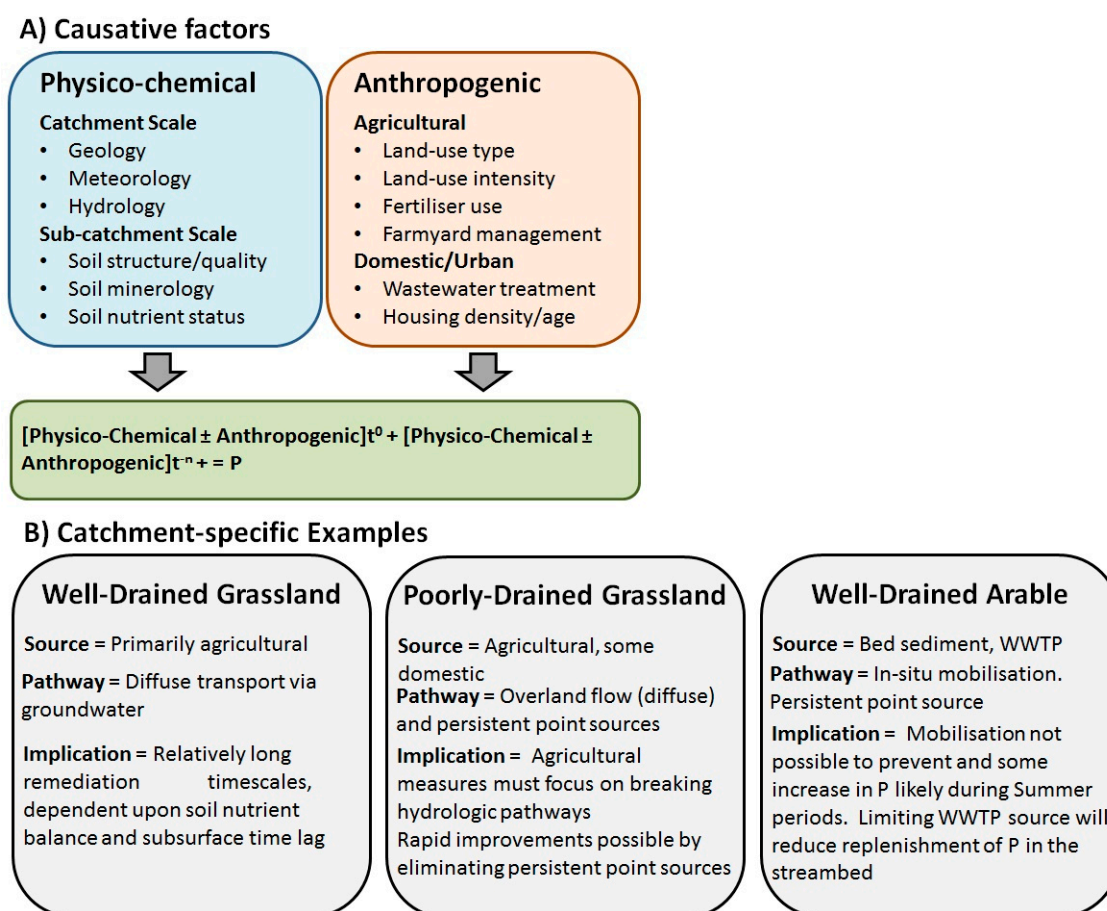 A) Causative factors
Physico-chemical
Catchment Scale
• Geology
• Meteorology
• Hydrology
Sub-catchment Scale
• Soil structure/quality
• Soil minerology
• Soil nutrient status
Anthropogenic
Agricultural
• Land-use type
• Land-use intensity
• Fertiliser use
• Farmyard management
Domestic/Urban
• Wastewater treatment
• Housing density/age
[Physico-Chemical ± Anthropogenic]t⁰ + [Physico-Chemical ±
Anthropogenic]t⁻ⁿ + = P
B) Catchment-specific Examples
Well-Drained Grassland
Source = Primarily agricultural
Pathway = Diffuse transport via
groundwater
Implication = Relatively long
remediation timescales,
dependent upon soil nutrient
balance and subsurface time lag
Poorly-Drained Grassland
Source = Agricultural, some
domestic
Pathway = Overland flow (diffuse)
and persistent point sources
Implication = Agricultural
measures must focus on breaking
hydrologic pathways
Rapid improvements possible by
eliminating persistent point sources
Well-Drained Arable
Source = Bed sediment, WWTP
Pathway = In-situ mobilisation.
Persistent point source
Implication = Mobilisation not
possible to prevent and some
increase in P likely during Summer
periods. Limiting WWTP source will
reduce replenishment of P in the
streambed